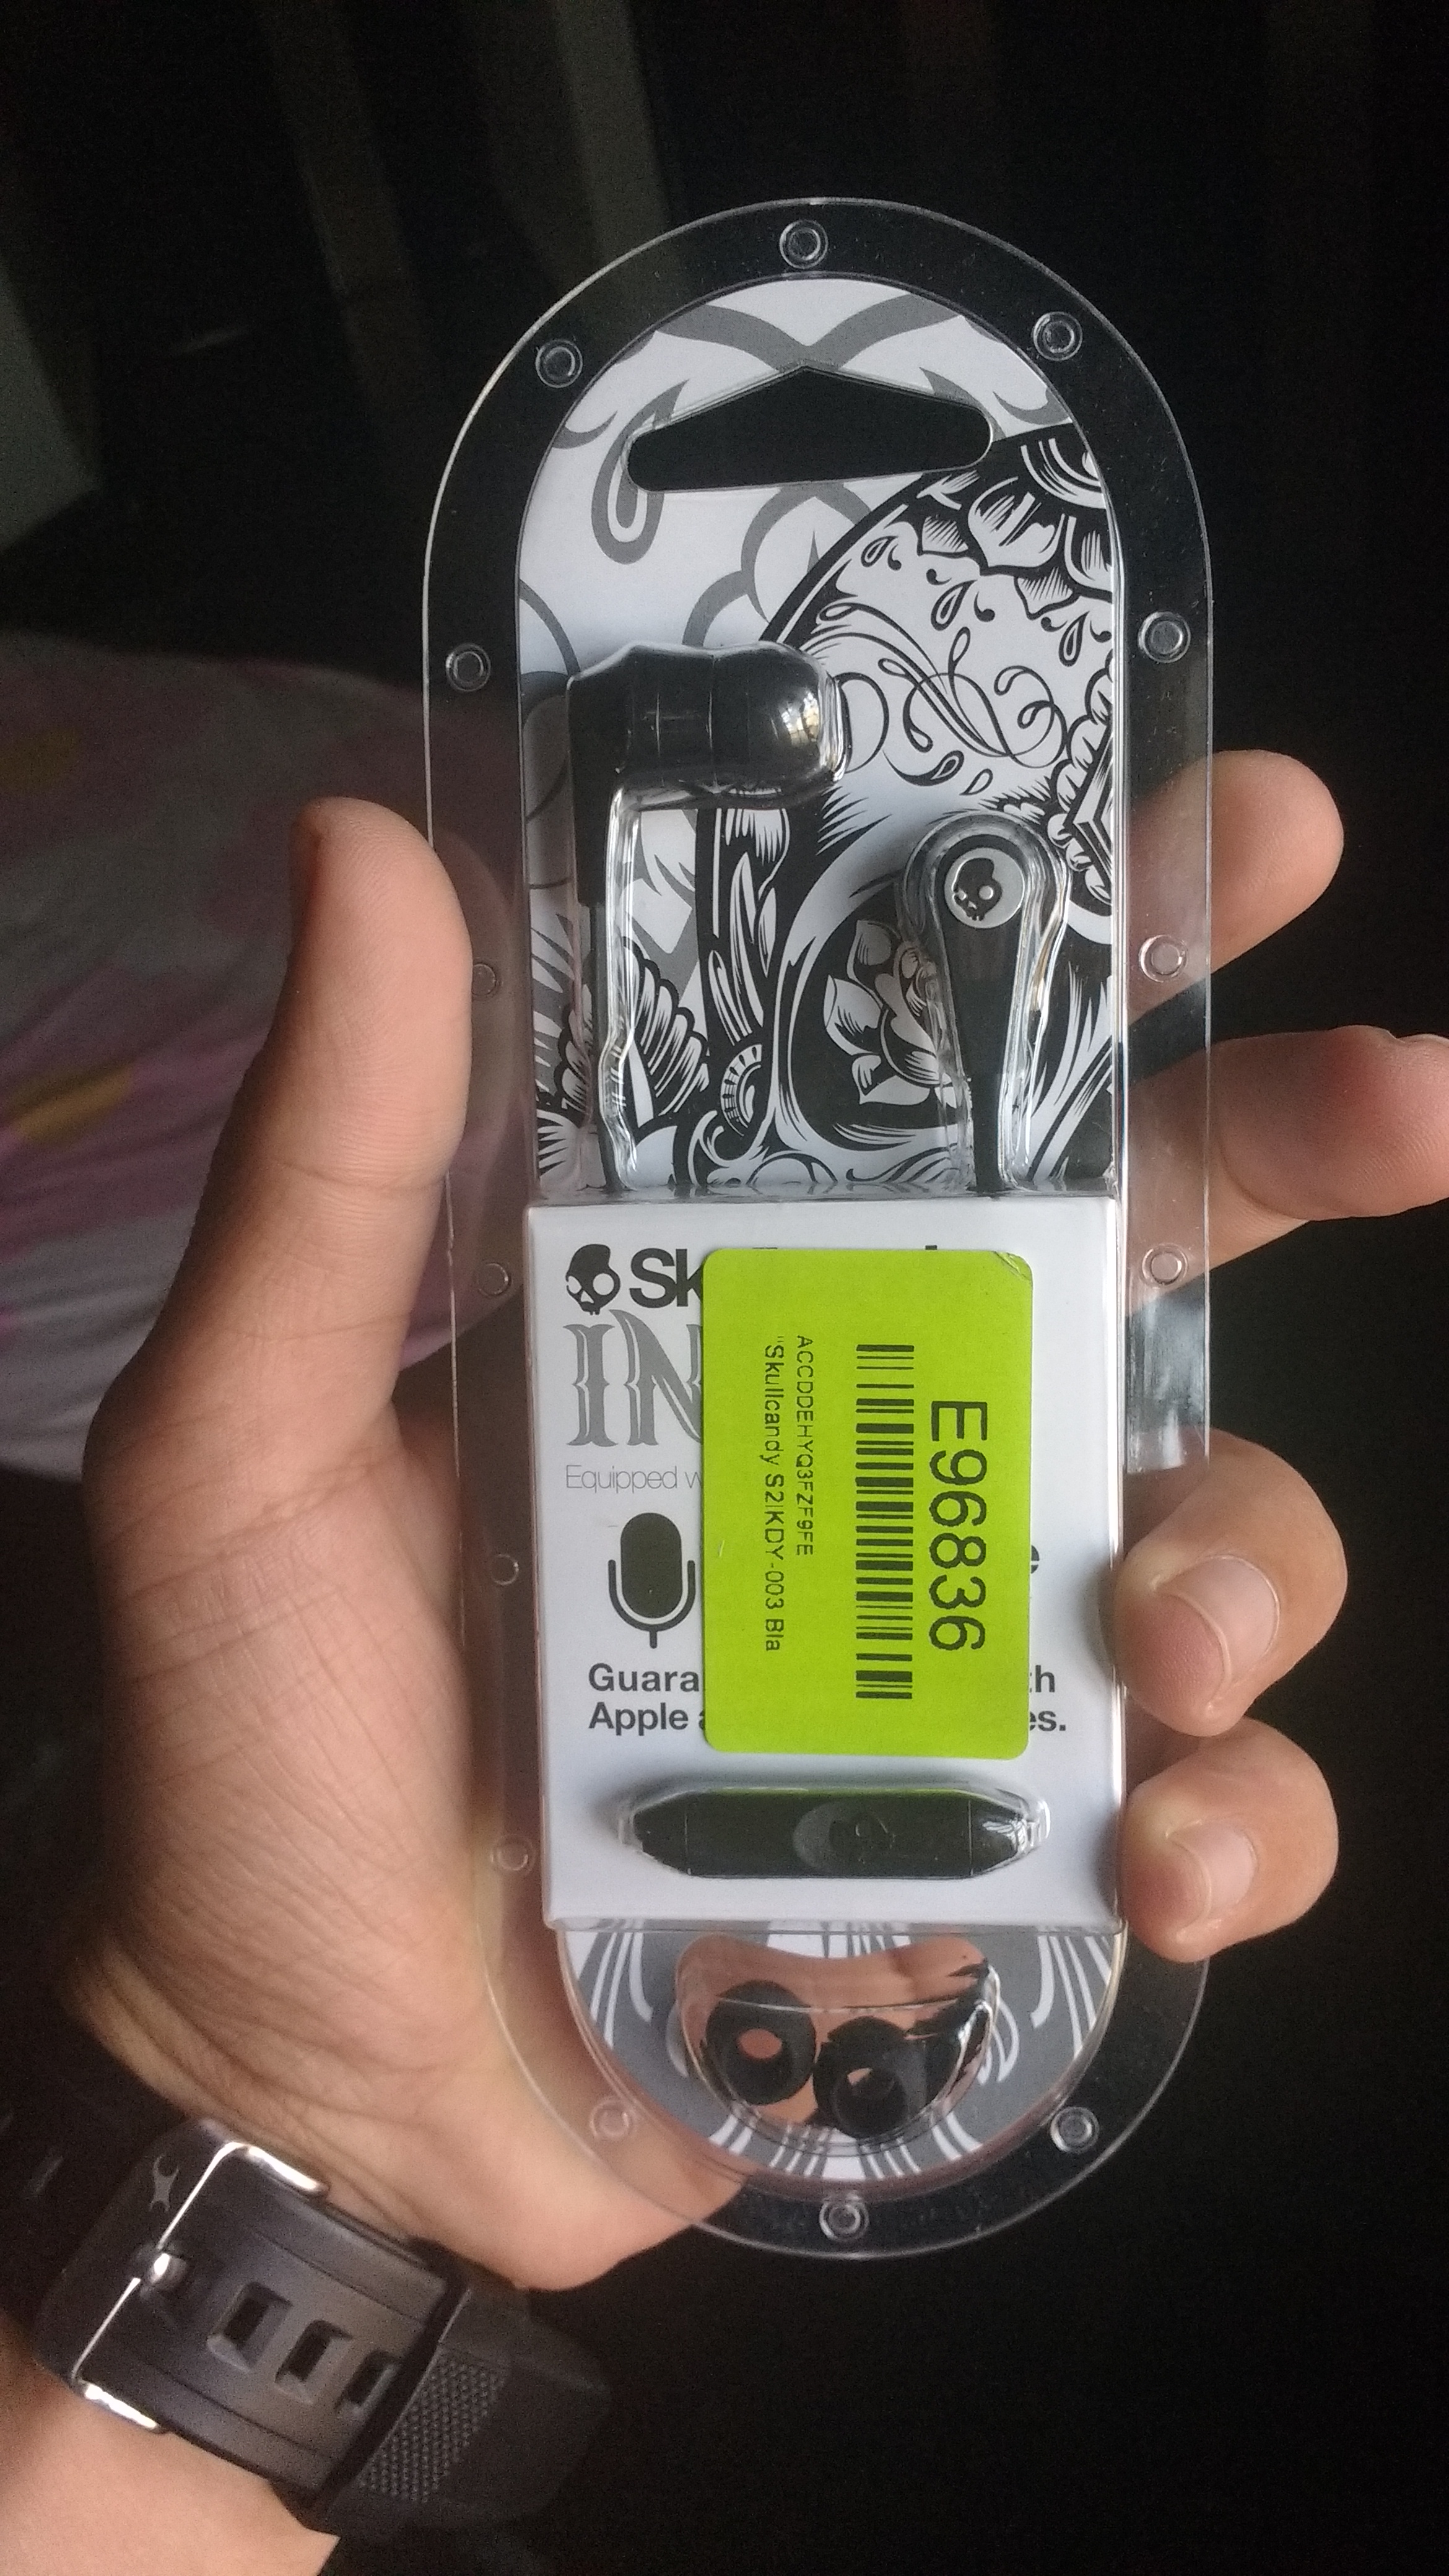 Sk
IN
Equipped w
Guara th
Apple a es.
E96836
ACCDDEHYQ3FZF9FE
"Skullcandy S2IKDY-003 Bla